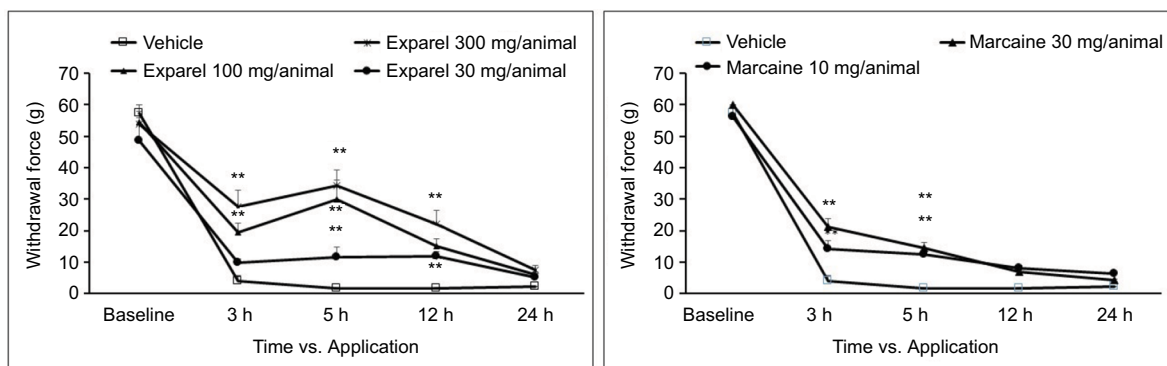 Vehicle
Exparel 300 mg/animal
Exparel 100 mg/animal
Exparel 30 mg/animal
Withdrawal force (g)
70
60
50
40
30
20
10
0
**
**
**
**
**
**
**
Baseline
3 h
5 h
12 h
24 h
Time vs. Application
Vehicle
Marcaine 30 mg/animal
Marcaine 10 mg/animal
Withdrawal force (g)
70
60
50
40
30
20
10
0
**
**
**
**
Baseline
3 h
5 h
12 h
24 h
Time vs. Application